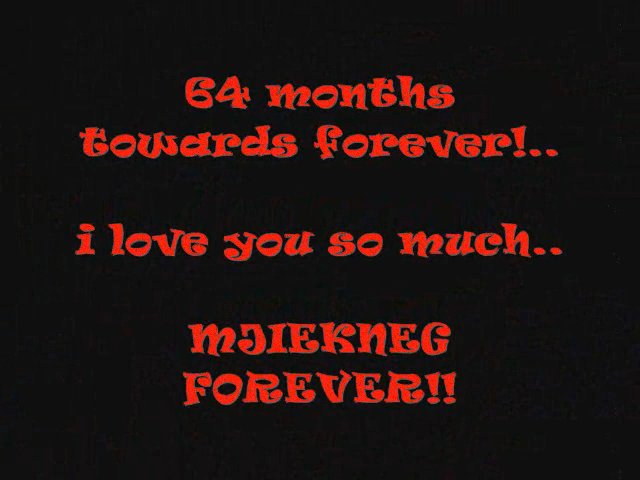 64 months
towards forever!..
i love you so much..
MJIEKNEG
FOREVER!!